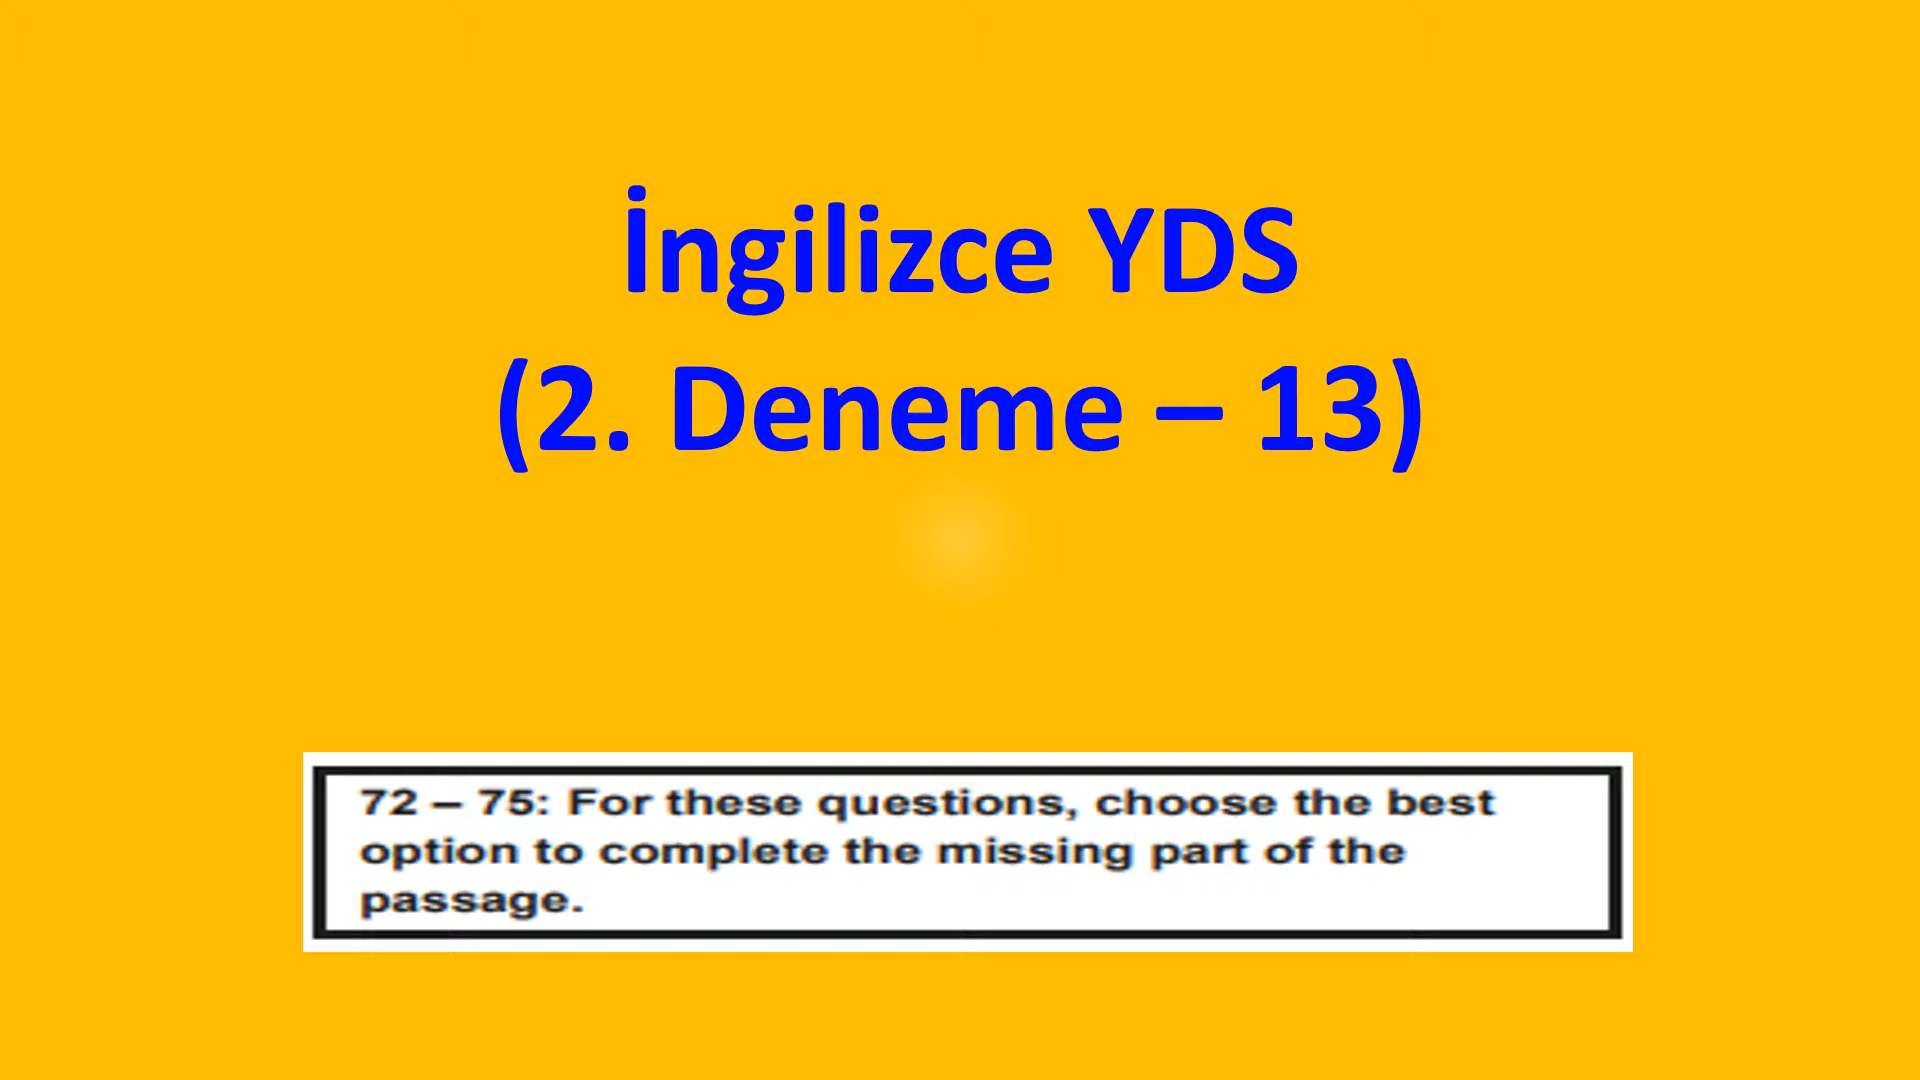 İngilizce YDS
(2. Deneme – 13)
72 – 75: For these questions, choose the best
option to complete the missing part of the
passage.